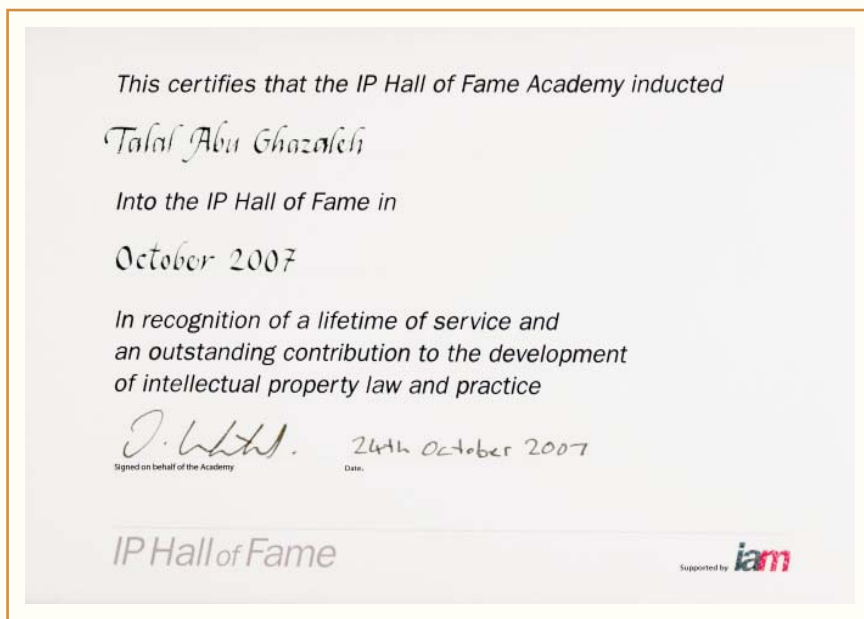 This certifies that the IP Hall of Fame Academy inducted
Talal Abu Ghazaleh
Into the IP Hall of Fame in
October 2007
In recognition of a lifetime of service and
an outstanding contribution to the development
of intellectual property law and practice
24th October 2007
Signed on behalf of the Academy
Date.
IP Hall of Fame
Supported by iam